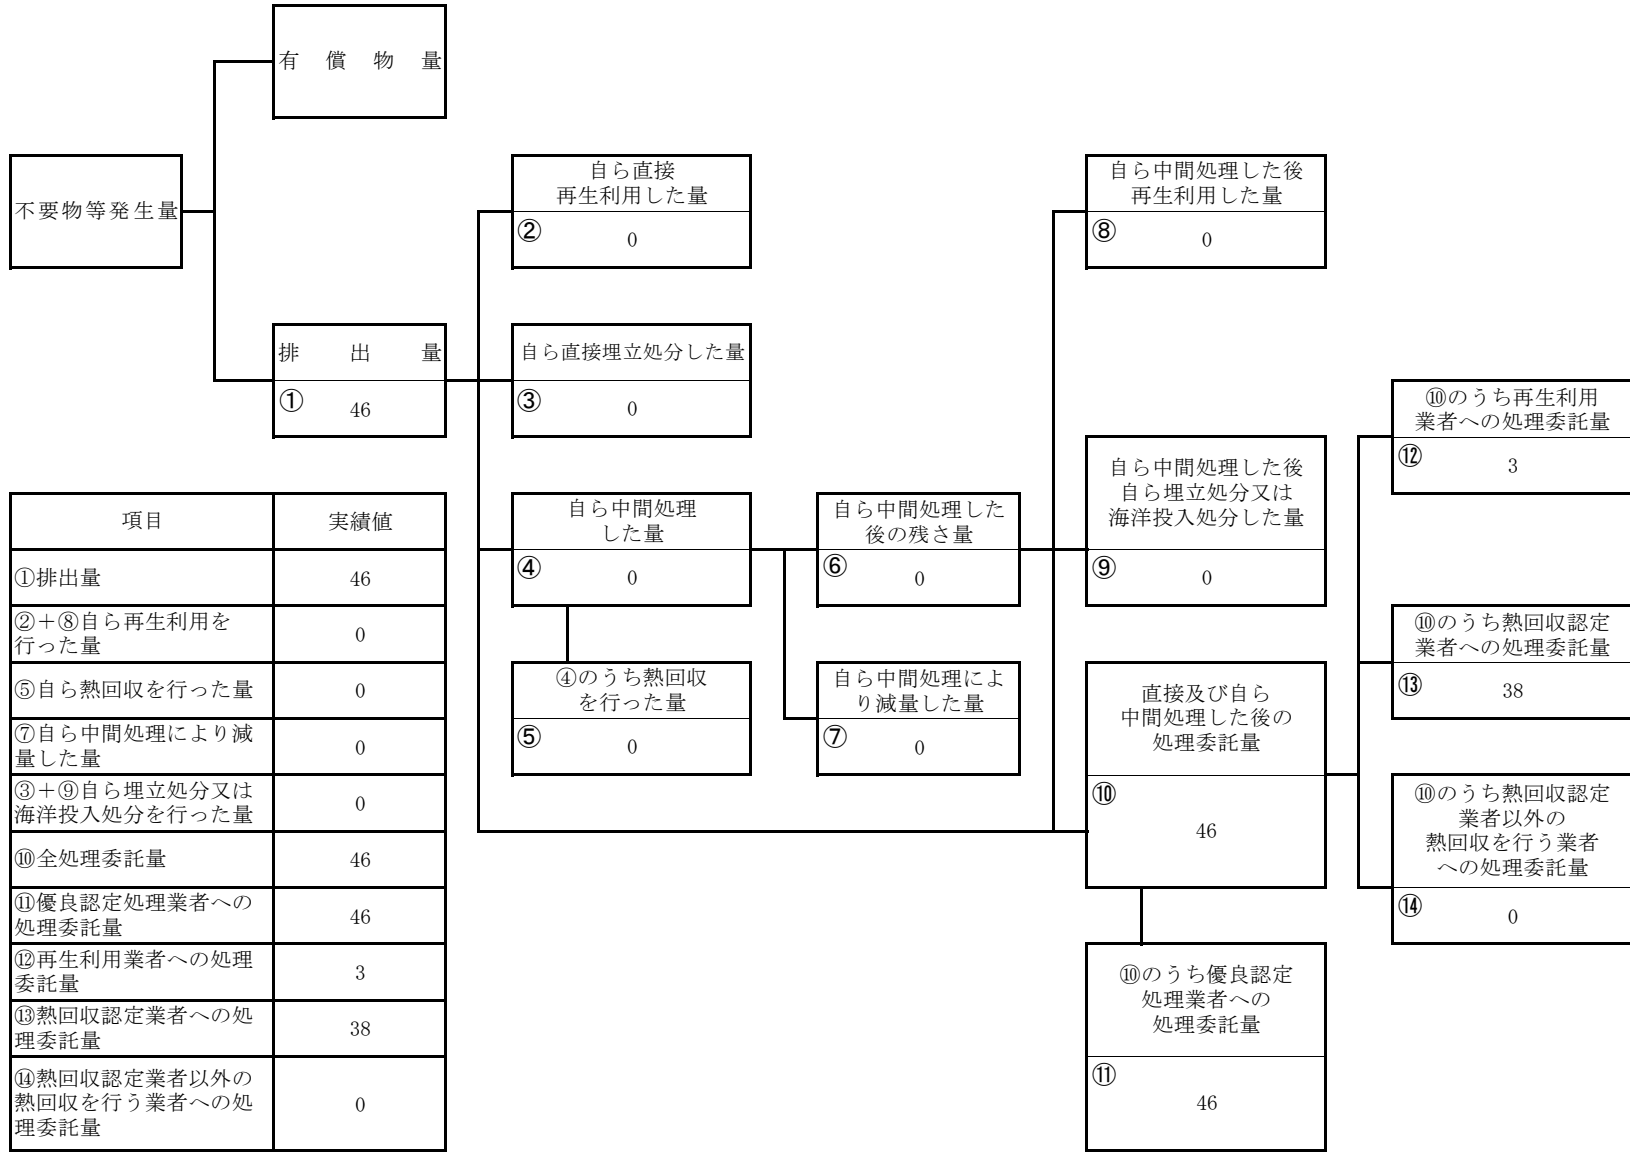 有償物量
不要物等発生量
排出量
① 46
自ら直接
再生利用した量
② 0
自ら直接埋立処分した量
③ 0
自ら中間処理
した量
④ 0
④のうち熱回収
を行った量
⑤ 0
自ら中間処理した
後の残さ量
⑥ 0
自ら中間処理によ
り減量した量
⑦ 0
自ら中間処理した後
再生利用した量
⑧ 0
自ら中間処理した後
自ら埋立処分又は
海洋投入処分した量
⑨ 0
直接及び自ら
中間処理した後の
処理委託量
⑩
46
⑩のうち優良認定
処理業者への
処理委託量
⑪
46
⑩のうち再生利用
業者への処理委託量
⑫ 3
⑩のうち熱回収認定
業者への処理委託量
⑬ 38
⑩のうち熱回収認定
業者以外の
熱回収を行う業者
への処理委託量
⑭ 0
項目 実績値
①排出量 46
②+⑧自ら再生利用を
行った量 0
⑤自ら熱回収を行った量 0
⑦自ら中間処理により減
量した量 0
③+⑨自ら埋立処分又は
海洋投入処分を行った量 0
⑩全処理委託量 46
⑪優良認定処理業者への
処理委託量 46
⑫再生利用業者への処理
委託量 3
⑬熱回収認定業者への処
理委託量 38
⑭熱回収認定業者以外の
熱回収を行う業者への処 0
理委託量